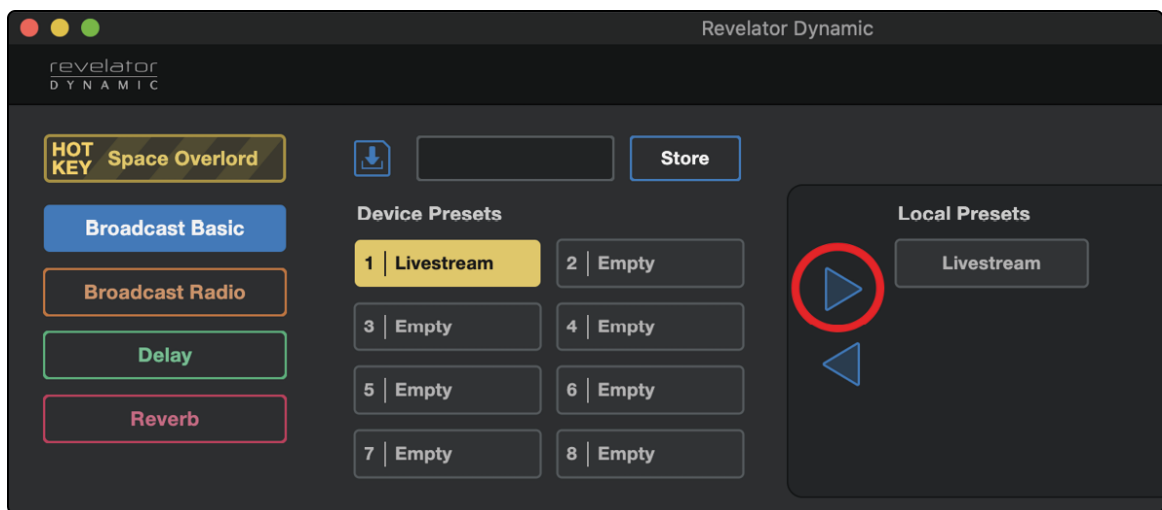 Revelator Dynamic
revelator
DYNAMIC
HOT KEY Space Overlord
Store
Broadcast Basic
Device Presets
Local Presets
1 | Livestream
2 | Empty
Livestream
Broadcast Radio
3 | Empty
4 | Empty
Delay
5 | Empty
6 | Empty
Reverb
7 | Empty
8 | Empty